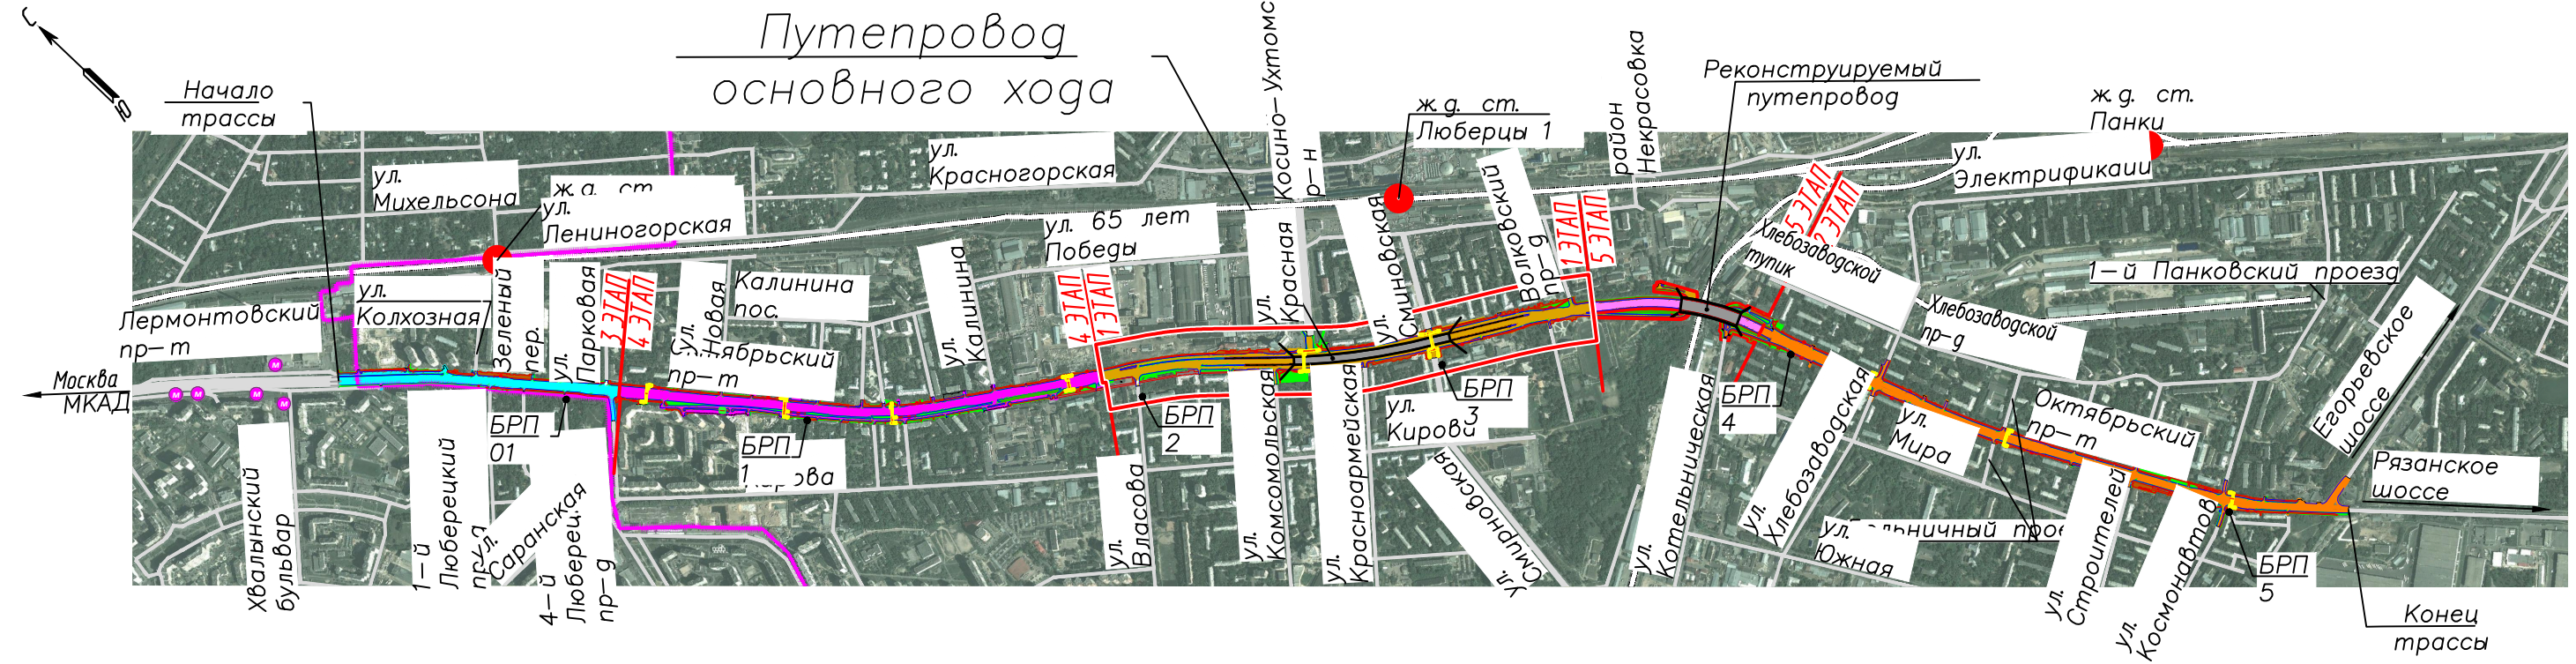 Путепровод
основного хода
С
Ю
Начало
трассы
Косино-Ухтомс
р-н
ж.д. ст.
Люберцы 1
район
Некрасовка
Реконструируемый
путепровод
ж.д. ст.
Панки
ул.
Михельсона
ж.д. ст.
ул.
Лениногорская
ул.
Красногорская
ул. 65 лет
Победы
Волковский
пр-д
1 ЭТАП
5 ЭТАП
5 ЭТАП
2 ЭТАП
ул.
Электрификации
Хлебозаводской
тупик
1-й Панковский проезд
Лермонтовский
пр-т
ул.
Колхозная
Зеленый
пер.
ул.
Парковая
3 ЭТАП
4 ЭТАП
ул.
Новая
Калинина
пос.
ул.
Калинина
4 ЭТАП
1 ЭТАП
ул.
Красная
ул.
Сминовская
Хлебозаводской
пр-д
Егорьевское
шоссе
Москва
МКАД
м
м
м
м
м
пр-т
БРП
01
БРП
1
БРП
2
ул.
Кирова
БРП
3
БРП
4
ул.
Мира
Октябрьский
пр-т
Рязанское
шоссе
Хвалынский
бульвар
1-й
Люберецкий
пр-д
ул.
Саранская
4-й
Люберец.
пр-д
ул.
Власова
ул.
Комсомольская
ул.
Красноармейская
ул.
Смирновская
ул.
Котельническая
ул.
Хлебозаводская
ул.
Южная
ул.
Строителей
ул.
Космонавтов
БРП
5
Конец
трассы